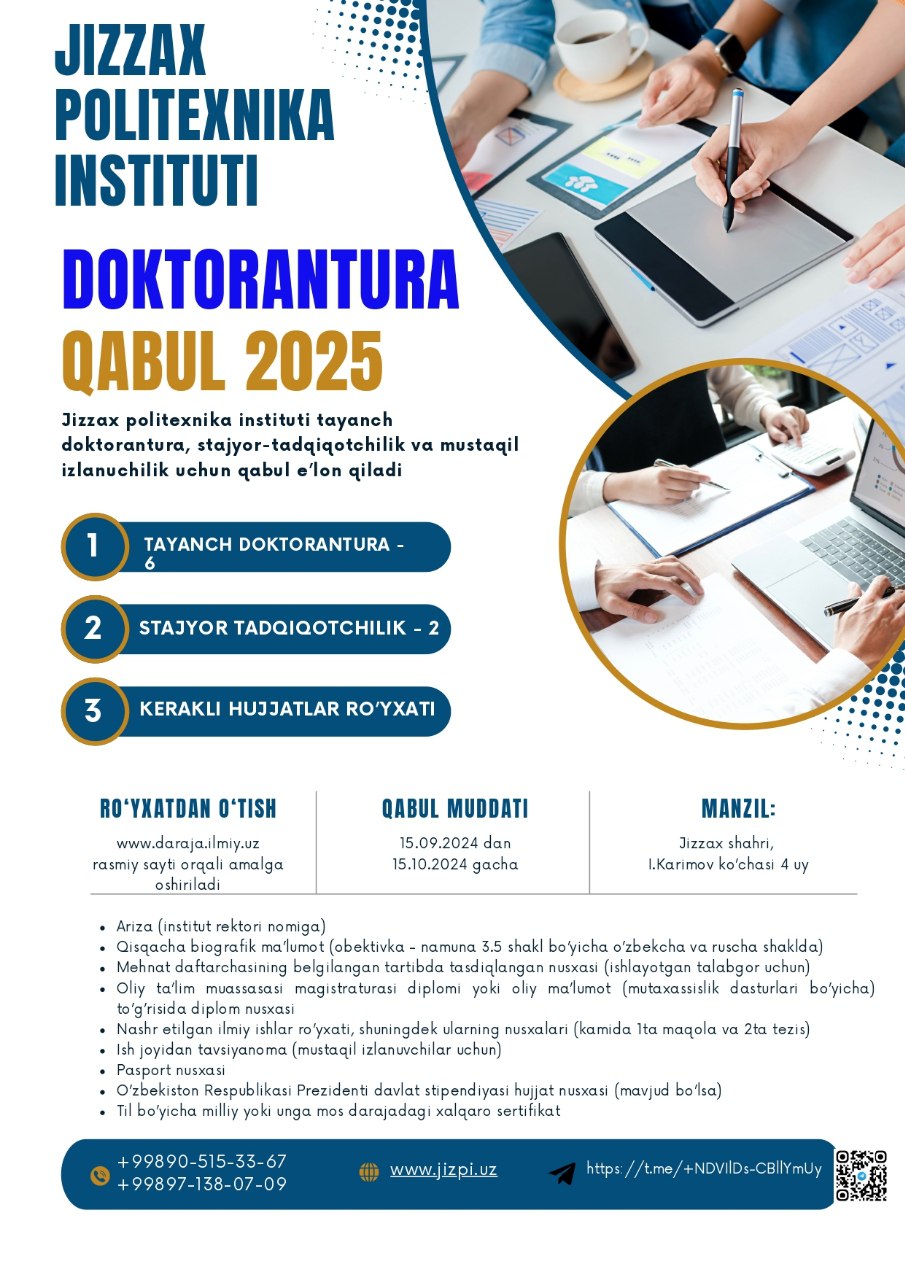 JIZZAX
POLITEXNIKA
INSTITUTI
DOKTORANTURA
QABUL 2025
Jizzax politexnika instituti tayanch
doktorantura, stajyor-tadqiqotchilik va mustaqil
izlanuchilik uchun qabul e’lon qiladi
1
TAYANCH DOKTORANTURA -
6
2
STAJYOR TADQIQOTCHILIK - 2
3
KERAKLI HUJJATLAR RO’YXATI
RO‘YXATDAN O‘TISH
www.daraja.ilmiy.uz
rasmiy sayti orqali amalga
oshiriladi
QABUL MUDDATI
15.09.2024 dan
15.10.2024 gacha
MANZIL:
Jizzax shahri,
I.Karimov ko’chasi 4 uy
• Ariza (institut rektori nomiga)
• Qisqacha biografik ma’lumot (obektivka - namuna 3.5 shakl bo’yicha o’zbekcha va ruscha shaklda)
• Mehnat daftarchasining belgilangan tartibda tasdiqlangan nusxasi (ishlayotgan talabgor uchun)
• Oliy ta’lim muassasasi magistraturasi diplomi yoki oliy ma’lumot (mutaxassislik dasturlari bo’yicha)
to’g’risida diplom nusxasi
• Nashr etilgan ilmiy ishlar ro’yxati, shuningdek ularning nusxalari (kamida 1ta maqola va 2ta tezis)
• Ish joyidan tavsiyanoma (mustaqil izlanuvchilar uchun)
• Pasport nusxasi
• O’zbekiston Respublikasi Prezidenti davlat stipendiyasi hujjat nusxasi (mavjud bo’lsa)
• Til bo’yicha milliy yoki unga mos darajadagi xalqaro sertifikat
+99890-515-33-67
+99897-138-07-09
www.jizpi.uz
https://t.me/+NDVIlDs-CBllYmUy